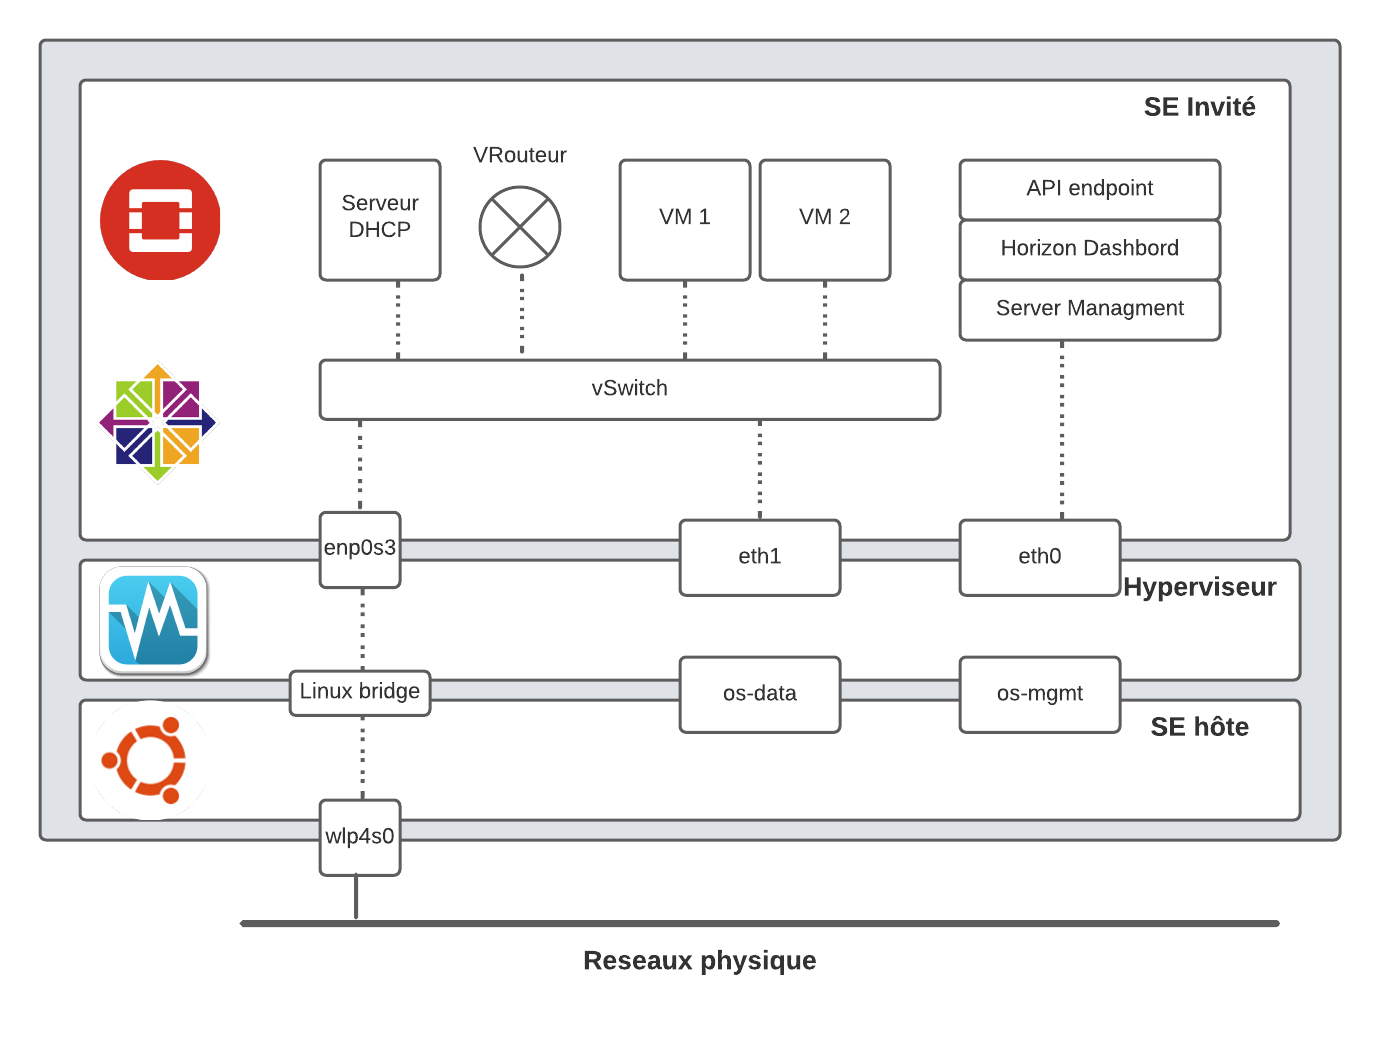 SE Invité
VRouteur
Serveur
DHCP
VM 1
VM 2
API endpoint
Horizon Dashbord
Server Managment
vSwitch
enp0s3
eth1
eth0
Hyperviseur
Linux bridge
os-data
os-mgmt
SE hôte
wlp4s0
Reseaux physique